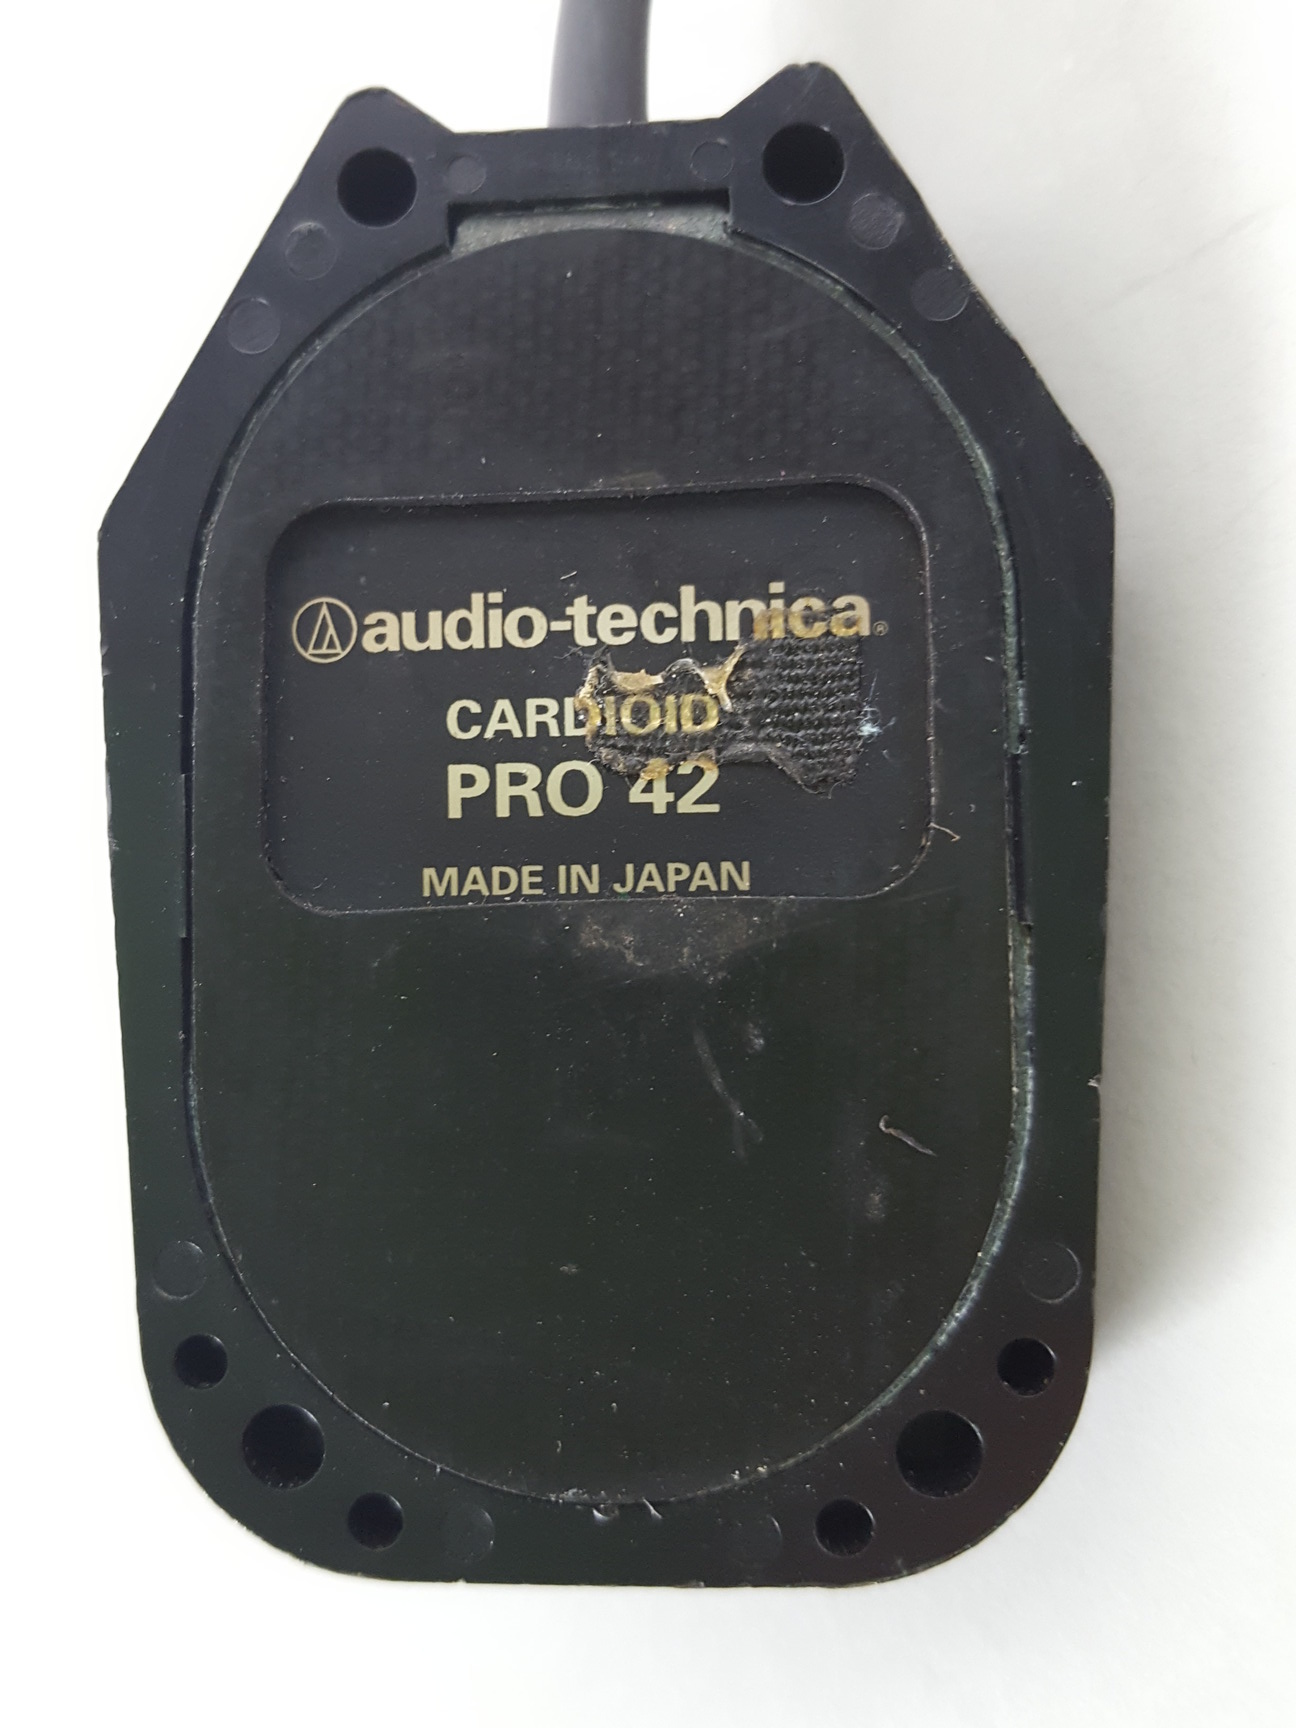 audio-technica®
CARDIOID
PRO 42
MADE IN JAPAN